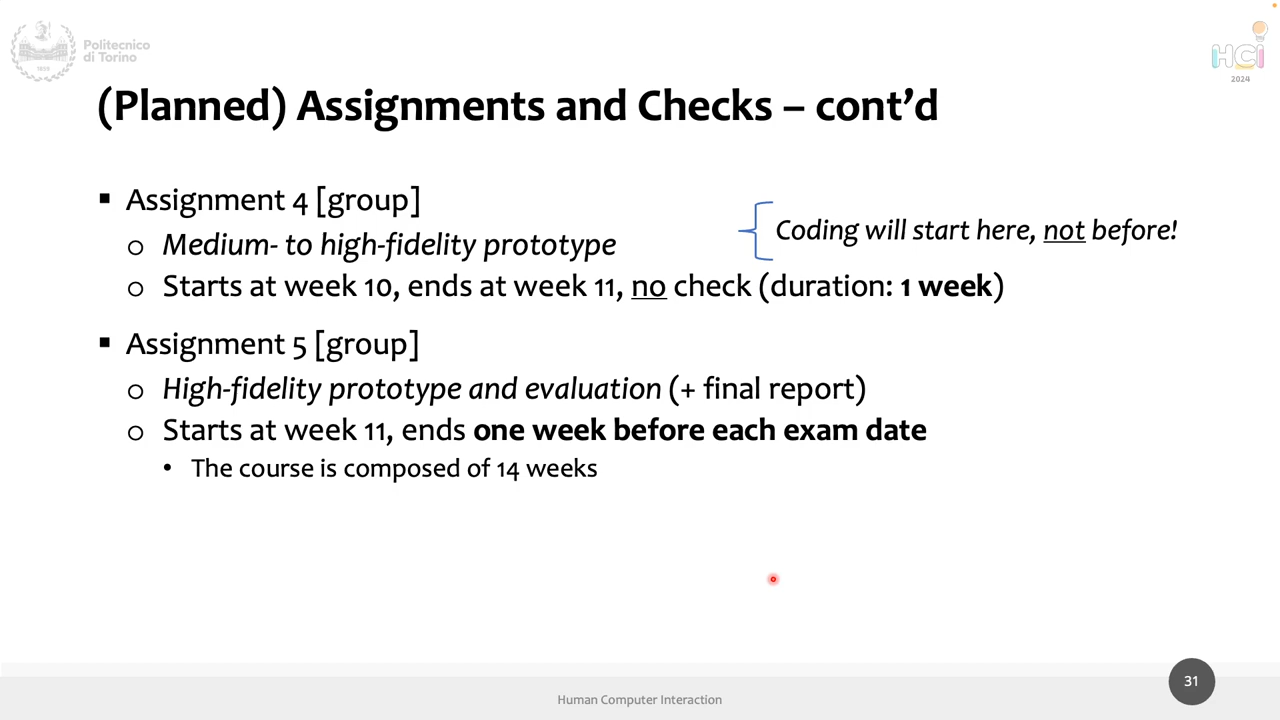 Politecnico
di Torino
1859
HCI
2024
(Planned) Assignments and Checks – cont’d
▪ Assignment 4 [group]
o Medium- to high-fidelity prototype
Coding will start here, not before!
o Starts at week 10, ends at week 11, no check (duration: 1 week)
▪ Assignment 5 [group]
o High-fidelity prototype and evaluation (+ final report)
o Starts at week 11, ends one week before each exam date
• The course is composed of 14 weeks
Human Computer Interaction
31